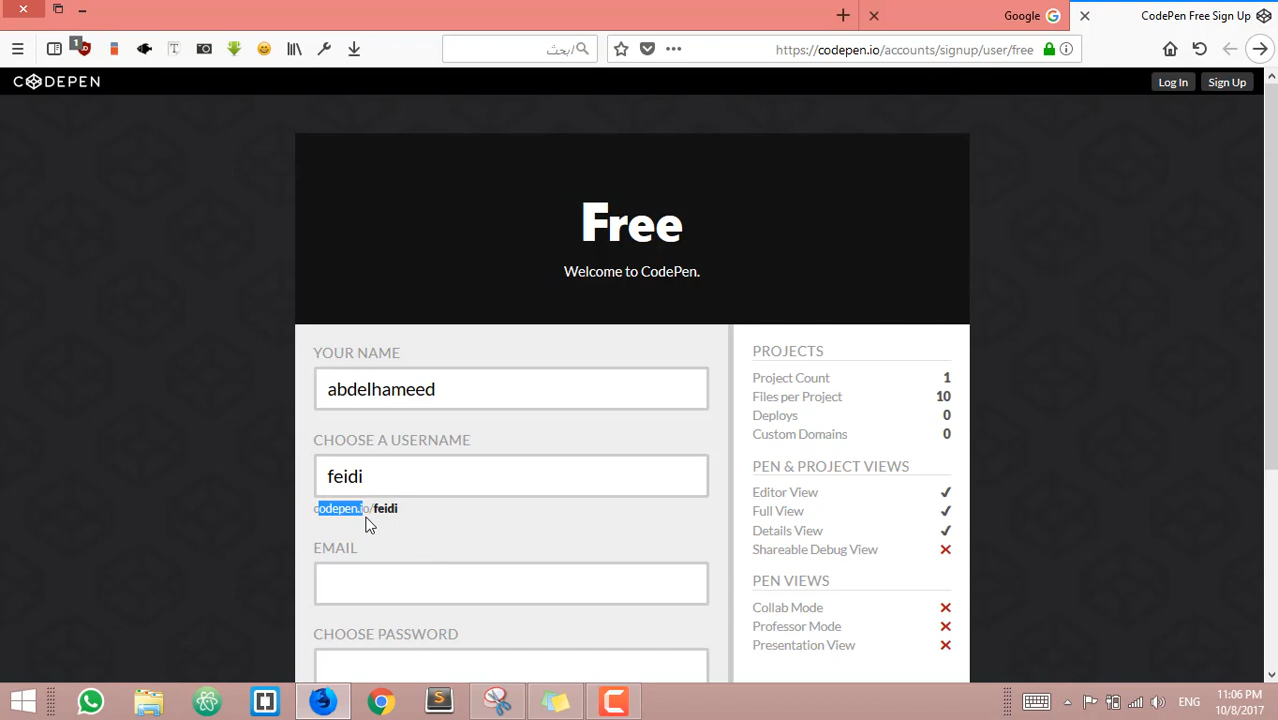 Google
CodePen Free Sign Up
1
ابحث
https://codepen.io/accounts/signup/user/free
CODEPEN
Log In
Sign Up
Free
Welcome to CodePen.
YOUR NAME
abdelhameed
CHOOSE A USERNAME
feidi
codepen.io/feidi
EMAIL
CHOOSE PASSWORD
PROJECTS
Project Count 1
Files per Project 10
Deploys 0
Custom Domains 0
PEN & PROJECT VIEWS
Editor View ✔
Full View ✔
Details View ✔
Shareable Debug View ✕
PEN VIEWS
Collab Mode ✕
Professor Mode ✕
Presentation View ✕
ENG
11:06 PM
10/8/2017